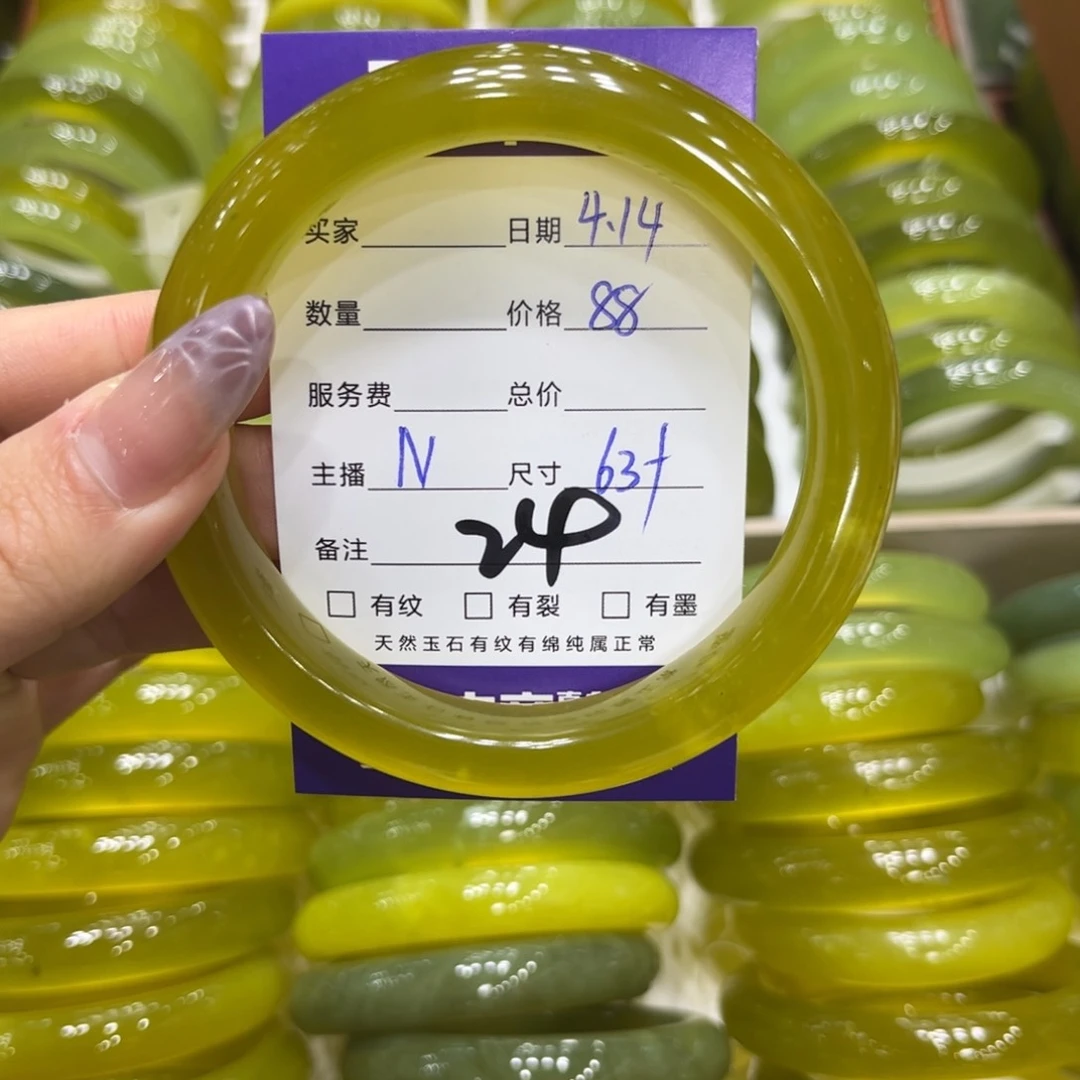 买家 日期 4.14
数量 价格 88
服务费 总价
主播 N 尺寸 63+
备注 24
有纹 有裂 有墨
天然玉石有纹有绵纯属正常